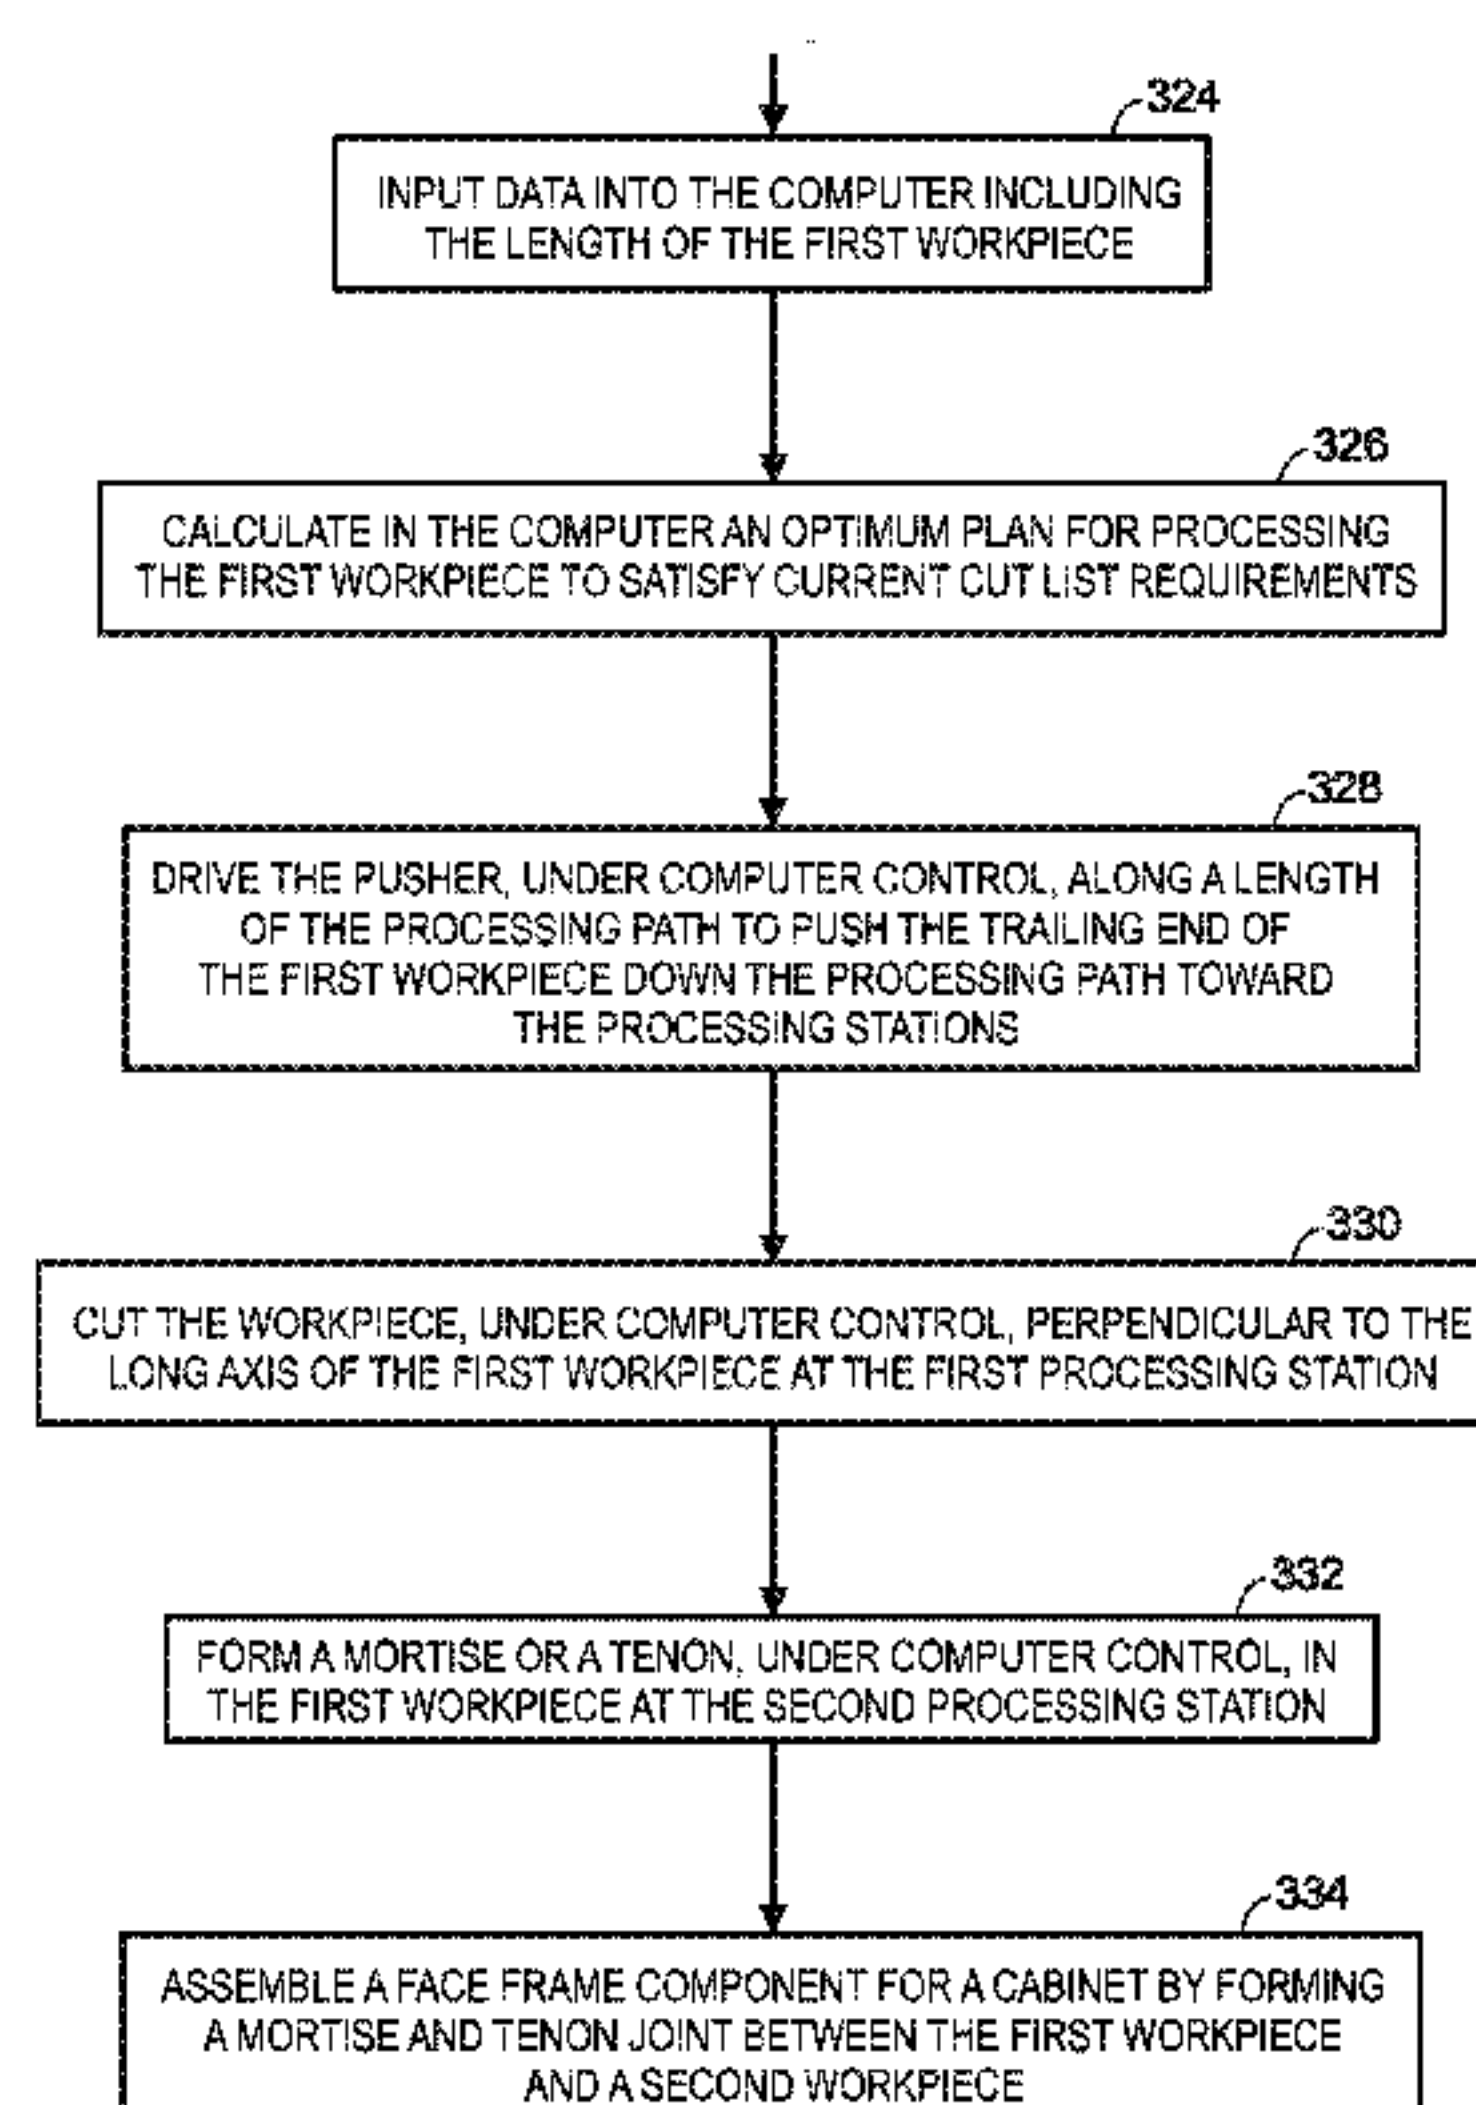 324
INPUT DATA INTO THE COMPUTER INCLUDING
THE LENGTH OF THE FIRST WORKPIECE
326
CALCULATE IN THE COMPUTER AN OPTIMUM PLAN FOR PROCESSING
THE FIRST WORKPIECE TO SATISFY CURRENT CUT LIST REQUIREMENTS
328
DRIVE THE PUSHER, UNDER COMPUTER CONTROL, ALONG A LENGTH
OF THE PROCESSING PATH TO PUSH THE TRAILING END OF
THE FIRST WORKPIECE DOWN THE PROCESSING PATH TOWARD
THE PROCESSING STATIONS
330
CUT THE WORKPIECE, UNDER COMPUTER CONTROL, PERPENDICULAR TO THE
LONG AXIS OF THE FIRST WORKPIECE AT THE FIRST PROCESSING STATION
332
FORM A MORTISE OR A TENON, UNDER COMPUTER CONTROL, IN
THE FIRST WORKPIECE AT THE SECOND PROCESSING STATION
334
ASSEMBLE A FACE FRAME COMPONENT FOR A CABINET BY FORMING
A MORTISE AND TENON JOINT BETWEEN THE FIRST WORKPIECE
AND A SECOND WORKPIECE